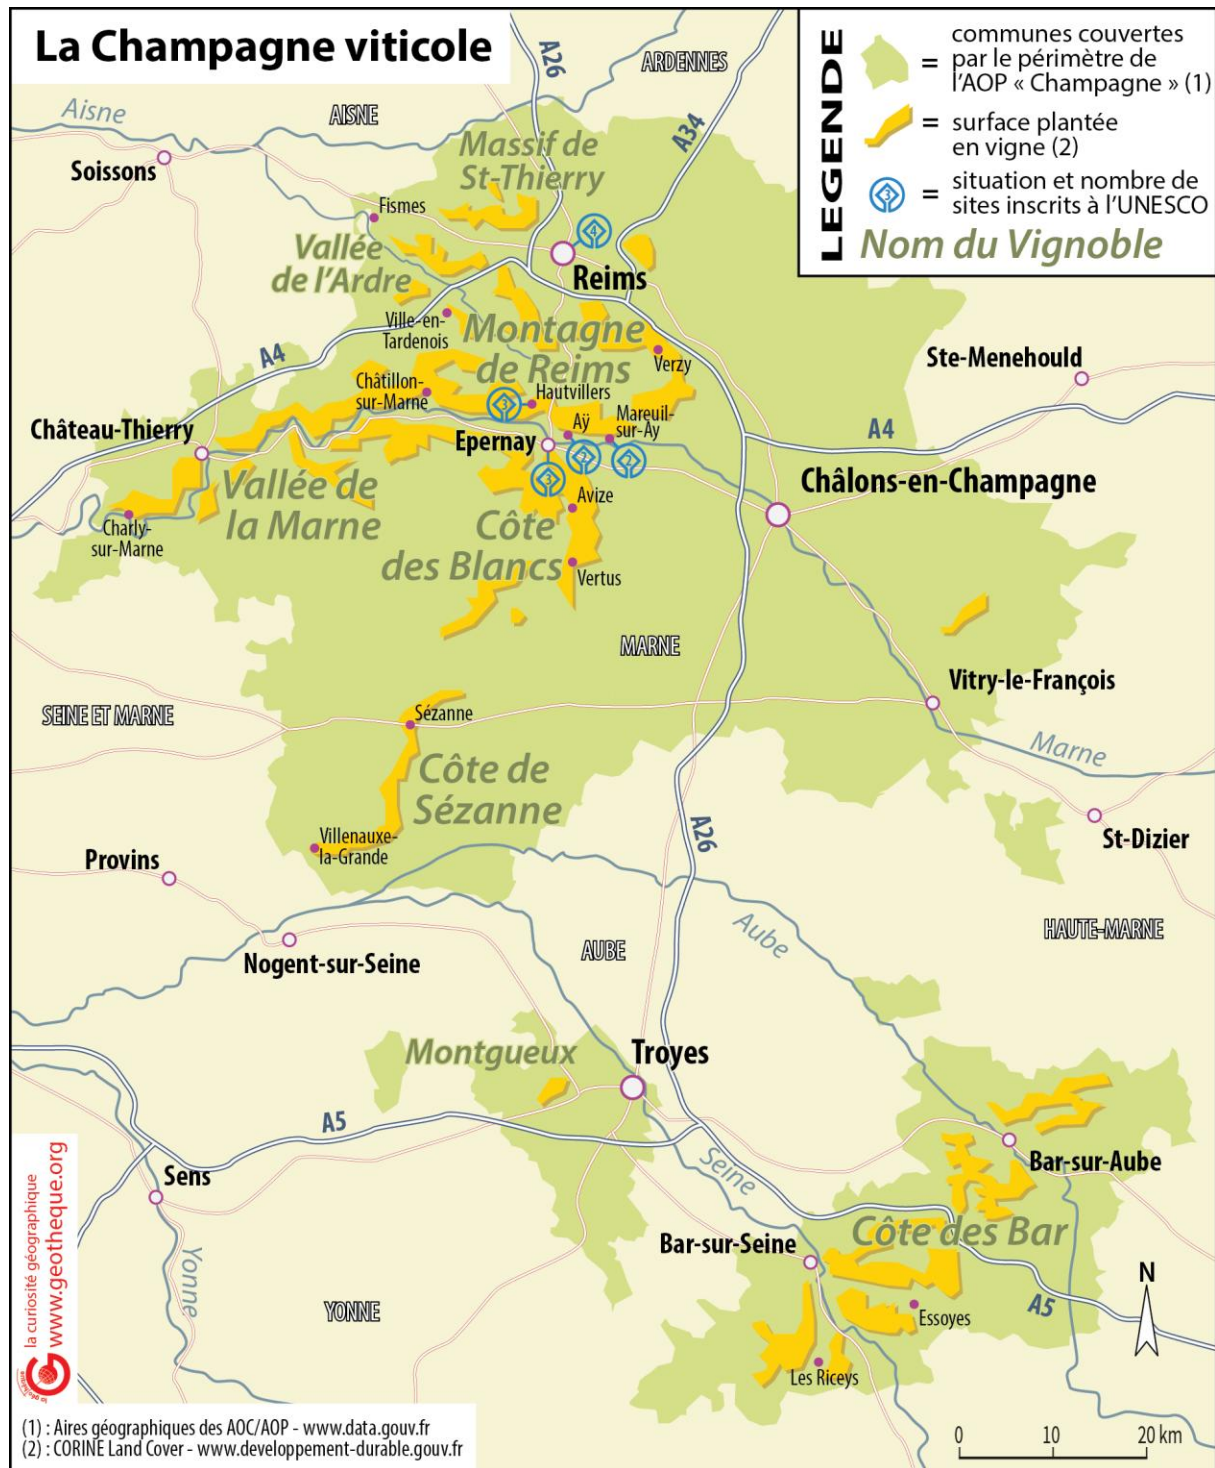 La Champagne viticole
LEGENDE
communes couvertes
par le périmètre de
l'AOP « Champagne » (1)
surface plantée
en vigne (2)
situation et nombre de
sites inscrits à l'UNESCO
3
=
=
=
Nom du Vignoble
A26
ARDENNES
Aisne
AISNE
A34
Soissons
Massif de
St-Thierry
Fismes
4
Vallée
de l'Ardre
Reims
Ville-en-
Tardenois
Montagne
de Reims
Verzy
A4
Ste-Menehould
Châtillon-
sur-Marne
Hautvillers
3
Aÿ
Mareuil-
sur-Ay
Château-Thierry
Epernay
2
2
3
A4
Châlons-en-Champagne
Vallée de
la Marne
Avize
Charly-
sur-Marne
Côte
des Blancs
Vertus
MARNE
Vitry-le-François
SEINE ET MARNE
Sézanne
Marne
Côte de
Sézanne
St-Dizier
Villenauxe-
la-Grande
Provins
A26
Aube
HAUTE-MARNE
AUBE
Nogent-sur-Seine
Montgueux
Troyes
A5
Seine
Bar-sur-Aube
Sens
Côte des Bar
Bar-sur-Seine
Yonne
YONNE
Essoyes
A5
N
Les Riceys
la curiosité géographique
www.geotheque.org
la géothèque
(1) : Aires géographiques des AOC/AOP - www.data.gouv.fr
(2) : CORINE Land Cover - www.developpement-durable.gouv.fr
0 10 20 km